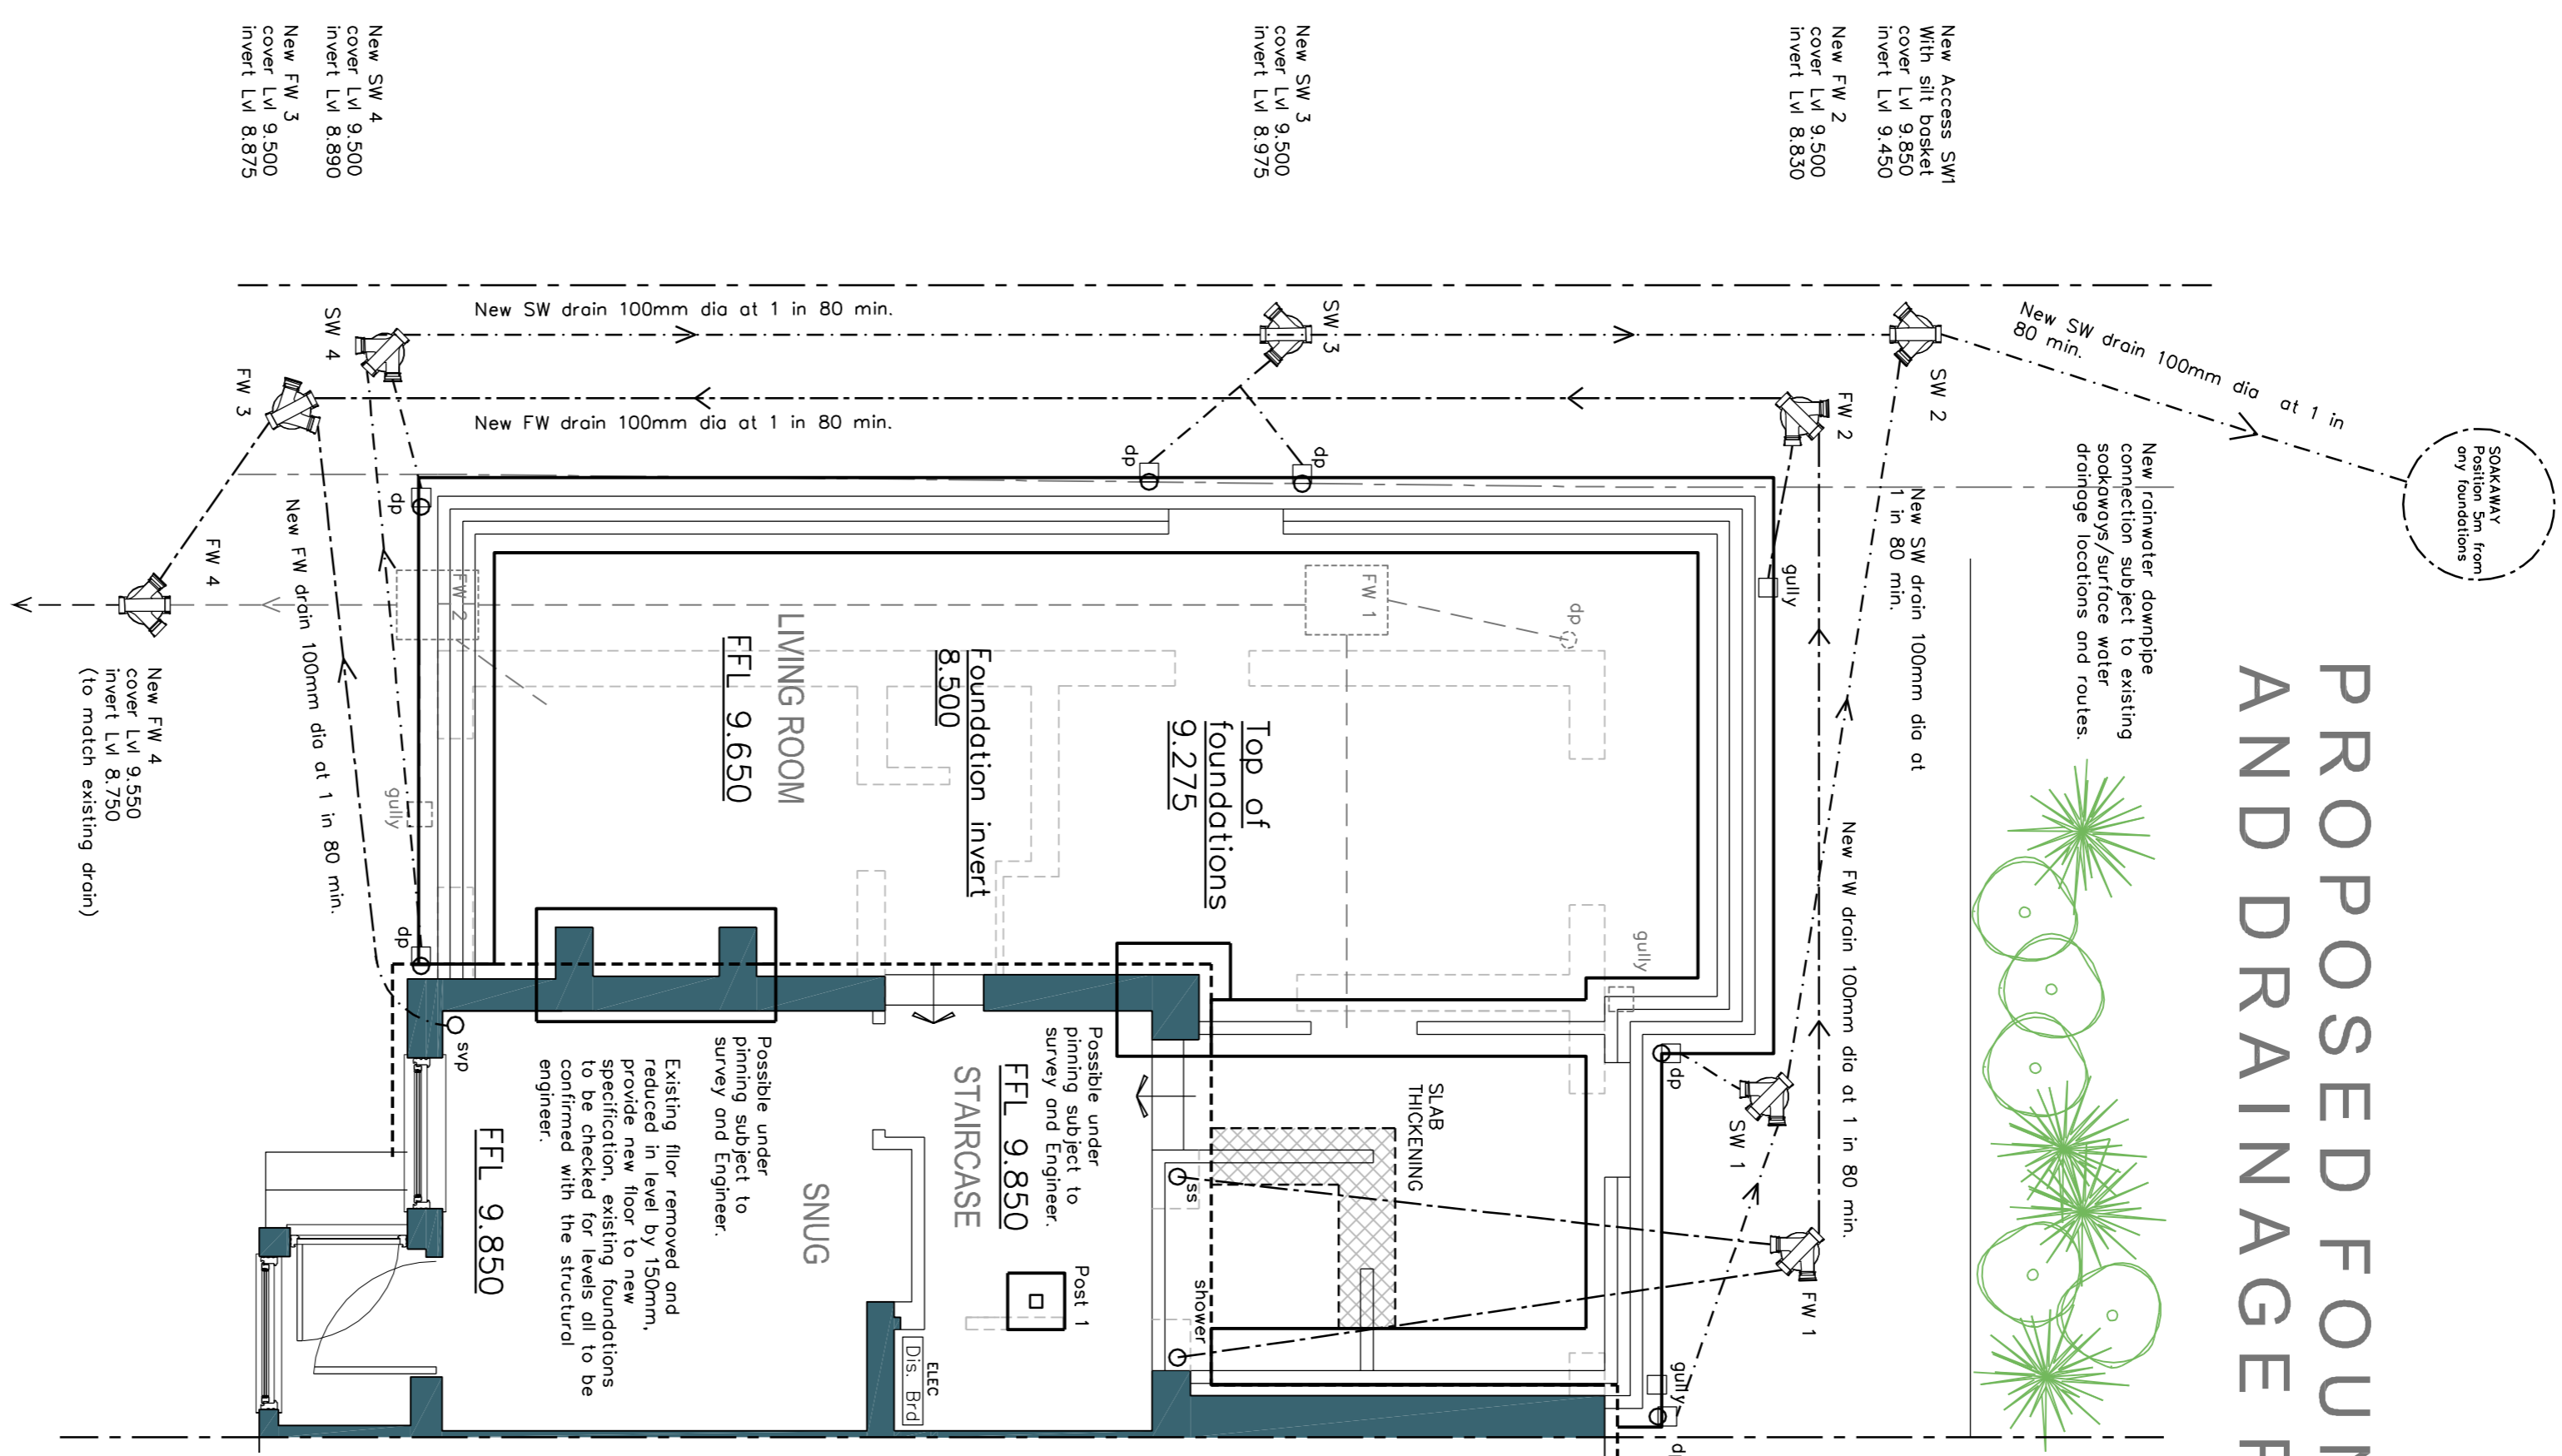 PROPOSED FOUN
AND DRAINAGE
New Access SW1
With silt basket
cover Lvl 9.850
invert Lvl 9.450
New FW 2
cover Lvl 9.500
invert Lvl 8.830
New SW 3
cover Lvl 9.500
invert Lvl 8.975
New SW 4
cover Lvl 9.500
invert Lvl 8.890
New FW 3
cover Lvl 9.500
invert Lvl 8.875
SOAKAWAY
Position 5m from
any foundations
New SW drain 100mm dia at 1 in
80 min.
New rainwater downpipe
connection subject to existing
soakaways/surface water
drainage locations and routes.
SW 2
New SW drain 100mm dia at
1 in 80 min.
FW 2
New FW drain 100mm dia at 1 in 80 min.
gully
SW 1
FW 1
dp
gully
SW 3
dp
dp
New SW drain 100mm dia at 1 in 80 min.
New FW drain 100mm dia at 1 in 80 min.
SW 4
FW 3
dp
FW 4
New FW drain 100mm dia at 1 in 80 min.
New FW 4
cover Lvl 9.550
invert Lvl 8.750
(to match existing drain)
FW 2
FW 1
dp
gully
gully
dp
svp
LIVING ROOM
FFL 9.650
Foundation invert
8.500
Top of
foundations
9.275
SLAB
THICKENING
ss
shower
Possible under
pinning subject to
survey and Engineer.
FFL 9.850
STAIRCASE
Post 1
ELEC
Dis. Brd
SNUG
Possible under
pinning subject to
survey and Engineer.
Existing fllor removed and
reduced in level by 150mm,
provide new floor to new
specification, existing foundations
to be checked for levels all to be
confirmed with the structural
engineer.
FFL 9.850